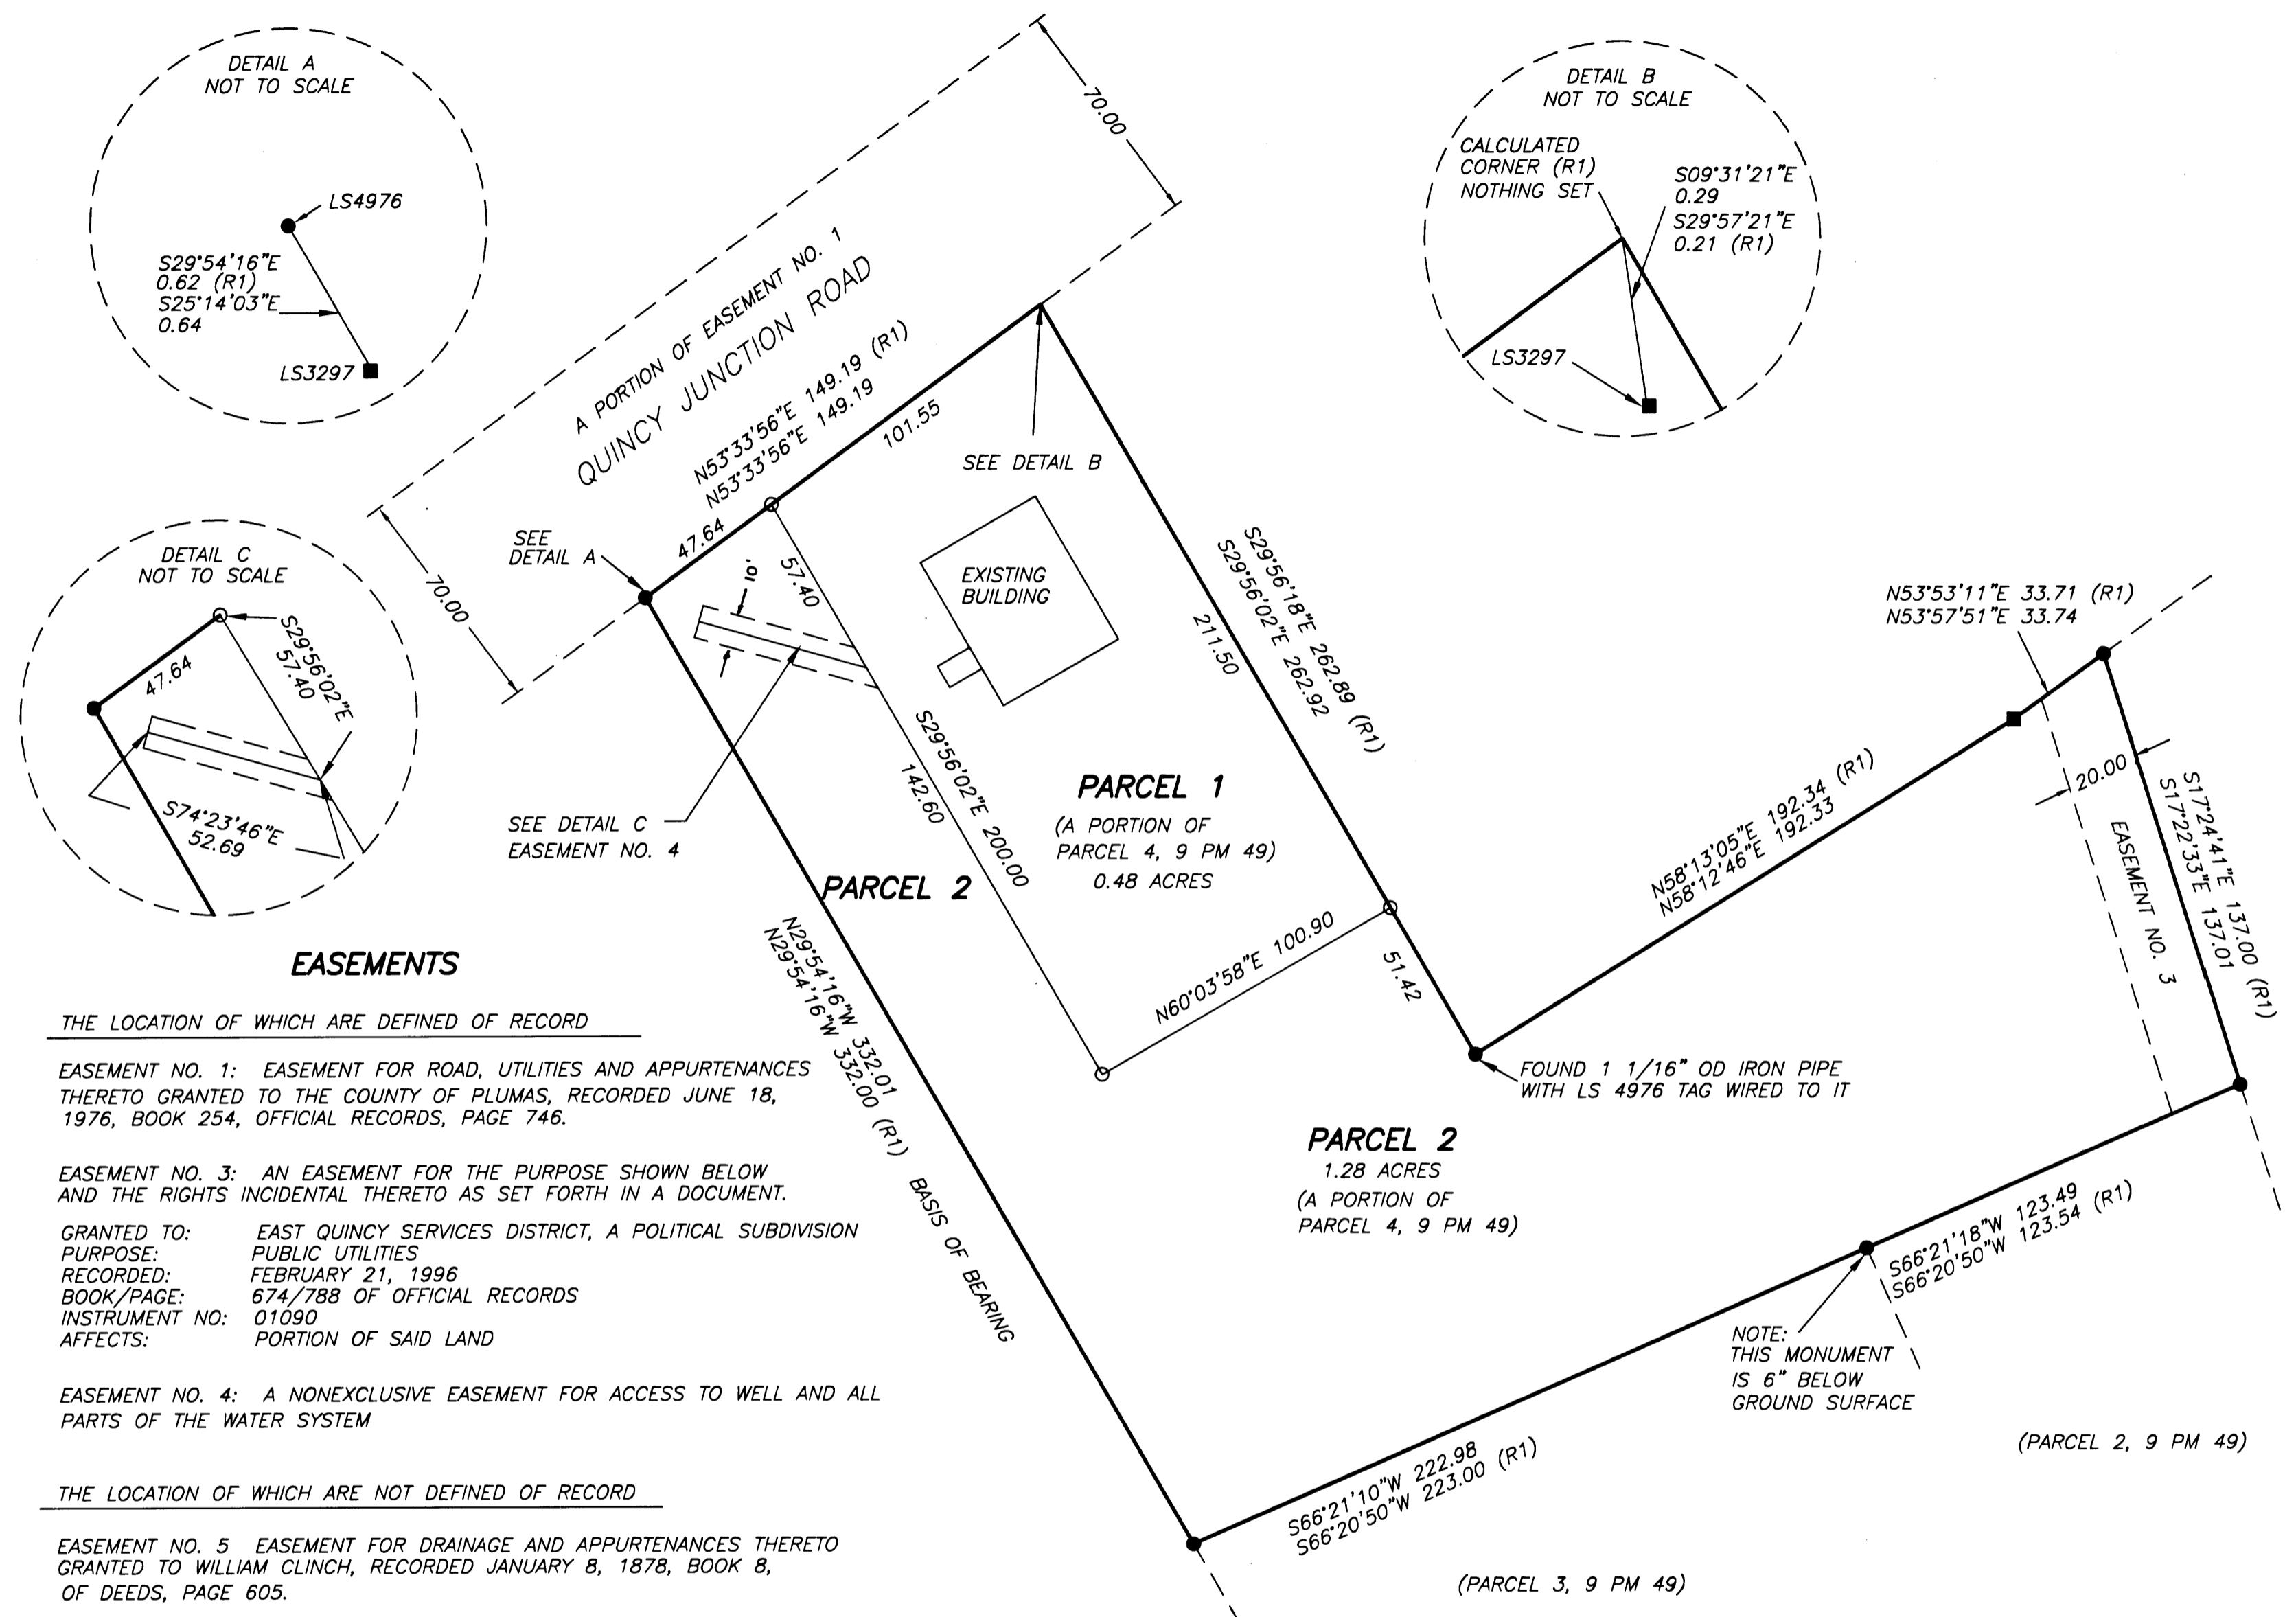 DETAIL A
NOT TO SCALE
LS4976
S29°54'16"E
0.62 (R1)
S25°14'03"E
0.64
LS3297
70.00
A PORTION OF EASEMENT NO. 1
QUINCY JUNCTION ROAD
N53°33'56"E 149.19 (R1)
N53°33'56"E 149.19
101.55
47.64
70.00
SEE
DETAIL A
SEE DETAIL B
DETAIL B
NOT TO SCALE
CALCULATED
CORNER (R1)
NOTHING SET
S09°31'21"E
0.29
S29°57'21"E
0.21 (R1)
LS3297
DETAIL C
NOT TO SCALE
47.64
S29°56'02"E
57.40
S74°23'46"E
52.69
10'
57.40
EXISTING
BUILDING
S29°56'18"E 262.89 (R1)
S29°56'02"E 262.92
211.50
S29°56'02"E 200.00
142.60
SEE DETAIL C
EASEMENT NO. 4
PARCEL 1
(A PORTION OF
PARCEL 4, 9 PM 49)
0.48 ACRES
PARCEL 2
N60°03'58"E 100.90
51.42
N53°53'11"E 33.71 (R1)
N53°57'51"E 33.74
N58°13'05"E 192.34 (R1)
N58°12'46"E 192.33
20.00
EASEMENT NO. 3
S17°24'41"E 137.00 (R1)
S17°22'33"E 137.01
FOUND 1 1/16" OD IRON PIPE
WITH LS 4976 TAG WIRED TO IT
N29°54'16"W 332.01
N29°54'16"W 332.00 (R1) BASIS OF BEARING
PARCEL 2
1.28 ACRES
(A PORTION OF
PARCEL 4, 9 PM 49)
S66°21'18"W 123.49
S66°20'50"W 123.54 (R1)
NOTE:
THIS MONUMENT
IS 6" BELOW
GROUND SURFACE
S66°21'10"W 222.98
S66°20'50"W 223.00 (R1)
(PARCEL 2, 9 PM 49)
(PARCEL 3, 9 PM 49)
EASEMENTS
THE LOCATION OF WHICH ARE DEFINED OF RECORD
EASEMENT NO. 1: EASEMENT FOR ROAD, UTILITIES AND APPURTENANCES
THERETO GRANTED TO THE COUNTY OF PLUMAS, RECORDED JUNE 18,
1976, BOOK 254, OFFICIAL RECORDS, PAGE 746.
EASEMENT NO. 3: AN EASEMENT FOR THE PURPOSE SHOWN BELOW
AND THE RIGHTS INCIDENTAL THERETO AS SET FORTH IN A DOCUMENT.
GRANTED TO: EAST QUINCY SERVICES DISTRICT, A POLITICAL SUBDIVISION
PURPOSE: PUBLIC UTILITIES
RECORDED: FEBRUARY 21, 1996
BOOK/PAGE: 674/788 OF OFFICIAL RECORDS
INSTRUMENT NO: 01090
AFFECTS: PORTION OF SAID LAND
EASEMENT NO. 4: A NONEXCLUSIVE EASEMENT FOR ACCESS TO WELL AND ALL
PARTS OF THE WATER SYSTEM
THE LOCATION OF WHICH ARE NOT DEFINED OF RECORD
EASEMENT NO. 5 EASEMENT FOR DRAINAGE AND APPURTENANCES THERETO
GRANTED TO WILLIAM CLINCH, RECORDED JANUARY 8, 1878, BOOK 8,
OF DEEDS, PAGE 605.